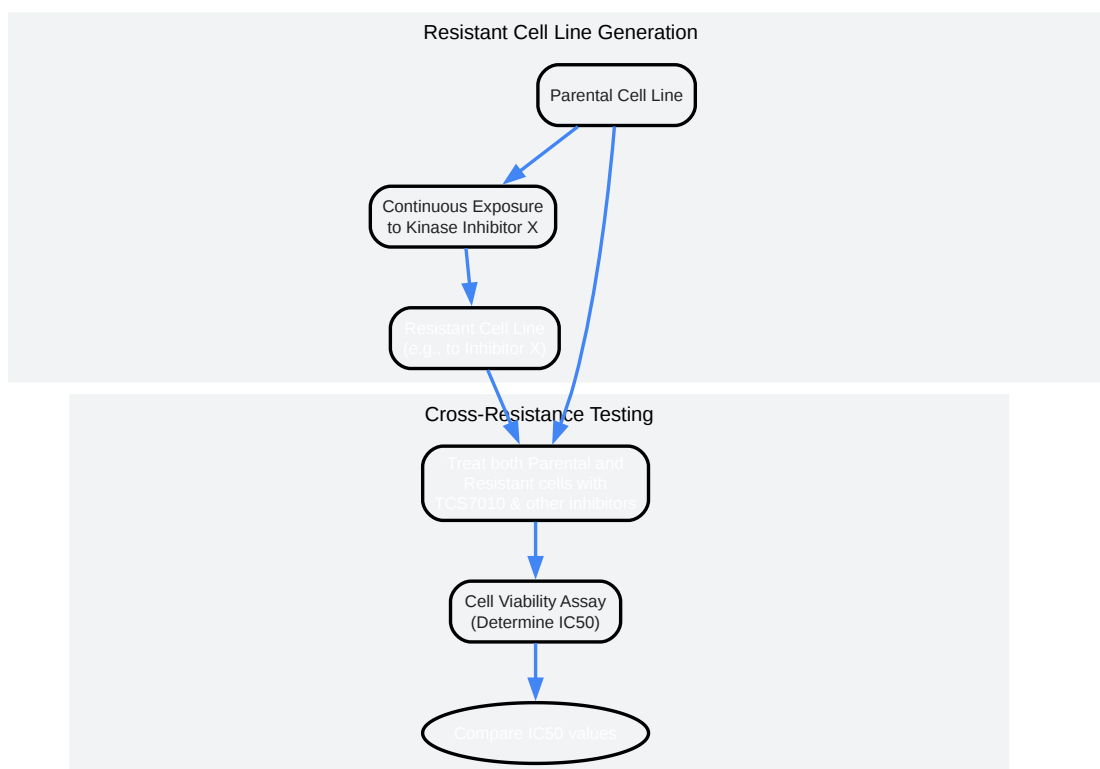 Resistant Cell Line Generation
Parental Cell Line
Continuous Exposure
to Kinase Inhibitor X
Resistant Cell Line
(e.g., to Inhibitor X)
Cross-Resistance Testing
Treat both Parental and
Resistant cells with
TCS7010 & other inhibitors
Cell Viability Assay
(Determine IC50)
Compare IC50 values